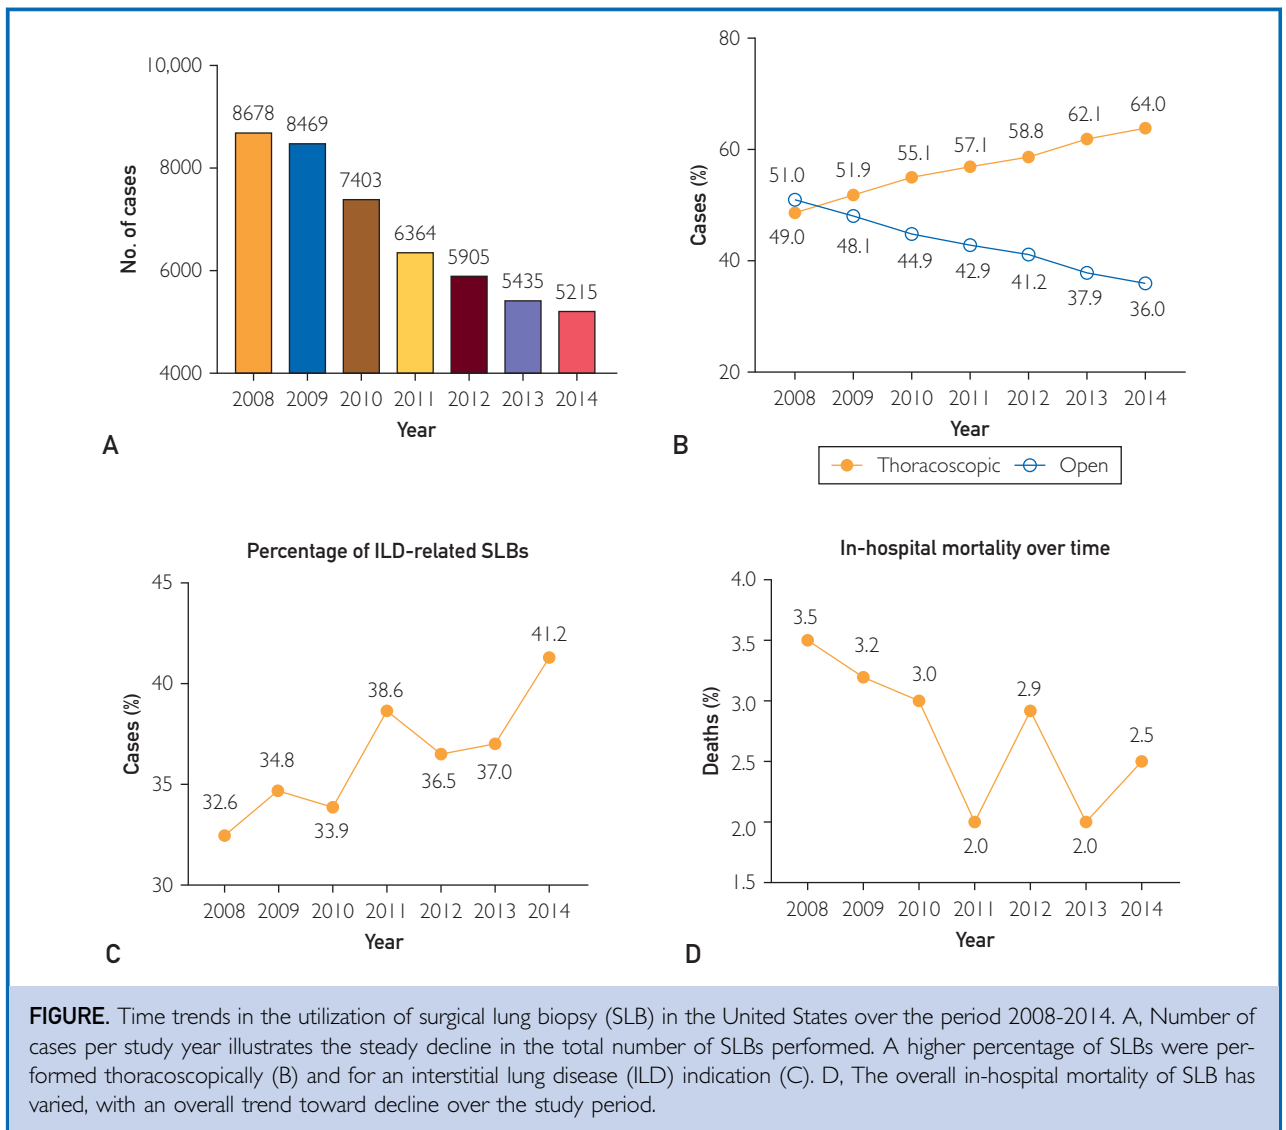 10,000
8000
6000
4000
No. of cases
8678
8469
7403
6364
5905
5435
5215
2008 2009 2010 2011 2012 2013 2014
Year
A
80
60
40
20
Cases (%)
51.0
51.9
55.1
57.1
58.8
62.1
64.0
49.0
48.1
44.9
42.9
41.2
37.9
36.0
2008 2009 2010 2011 2012 2013 2014
Year
B
Thoracoscopic Open
Percentage of ILD-related SLBs
45
40
35
30
Cases (%)
32.6
34.8
33.9
38.6
36.5
37.0
41.2
2008 2009 2010 2011 2012 2013 2014
Year
C
In-hospital mortality over time
4.0
3.5
3.0
2.5
2.0
1.5
Deaths (%)
3.5
3.2
3.0
2.0
2.9
2.0
2.5
2008 2009 2010 2011 2012 2013 2014
Year
D
FIGURE. Time trends in the utilization of surgical lung biopsy (SLB) in the United States over the period 2008-2014. A, Number of
cases per study year illustrates the steady decline in the total number of SLBs performed. A higher percentage of SLBs were per-
formed thoracoscopically (B) and for an interstitial lung disease (ILD) indication (C). D, The overall in-hospital mortality of SLB has
varied, with an overall trend toward decline over the study period.